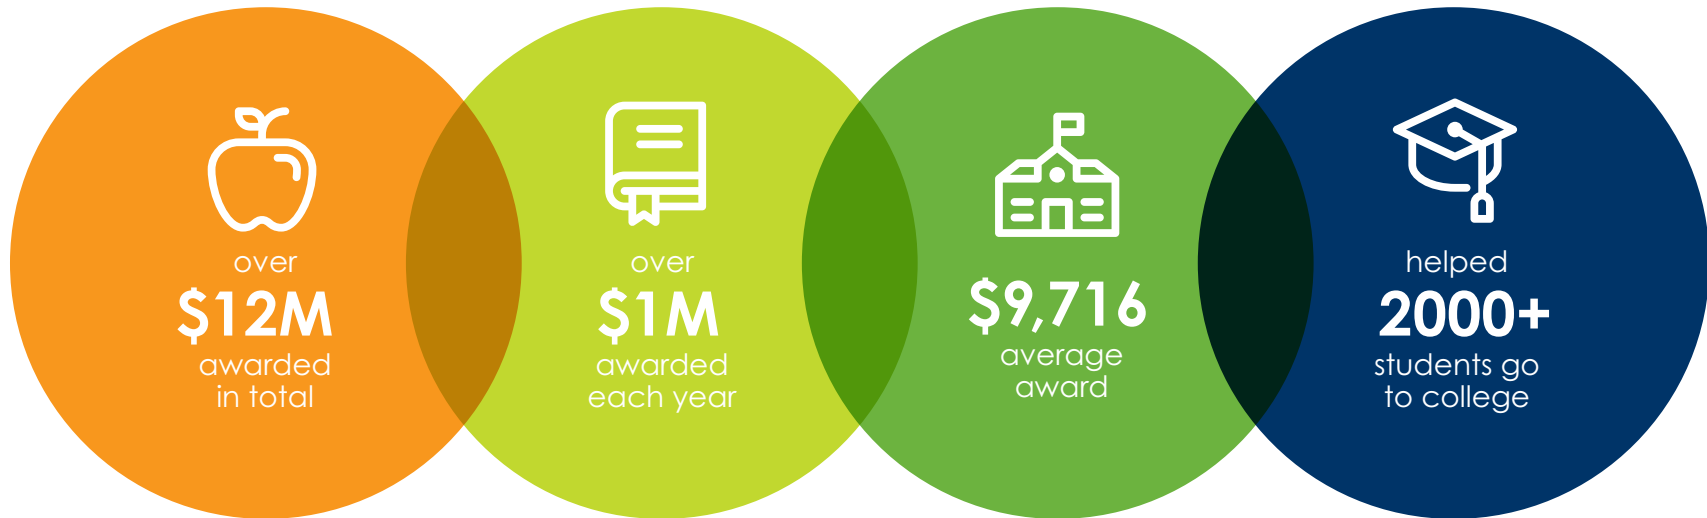 over
$12M
awarded
in total
over
$1M
awarded
each year
$9,716
average
award
helped
2000+
students go
to college